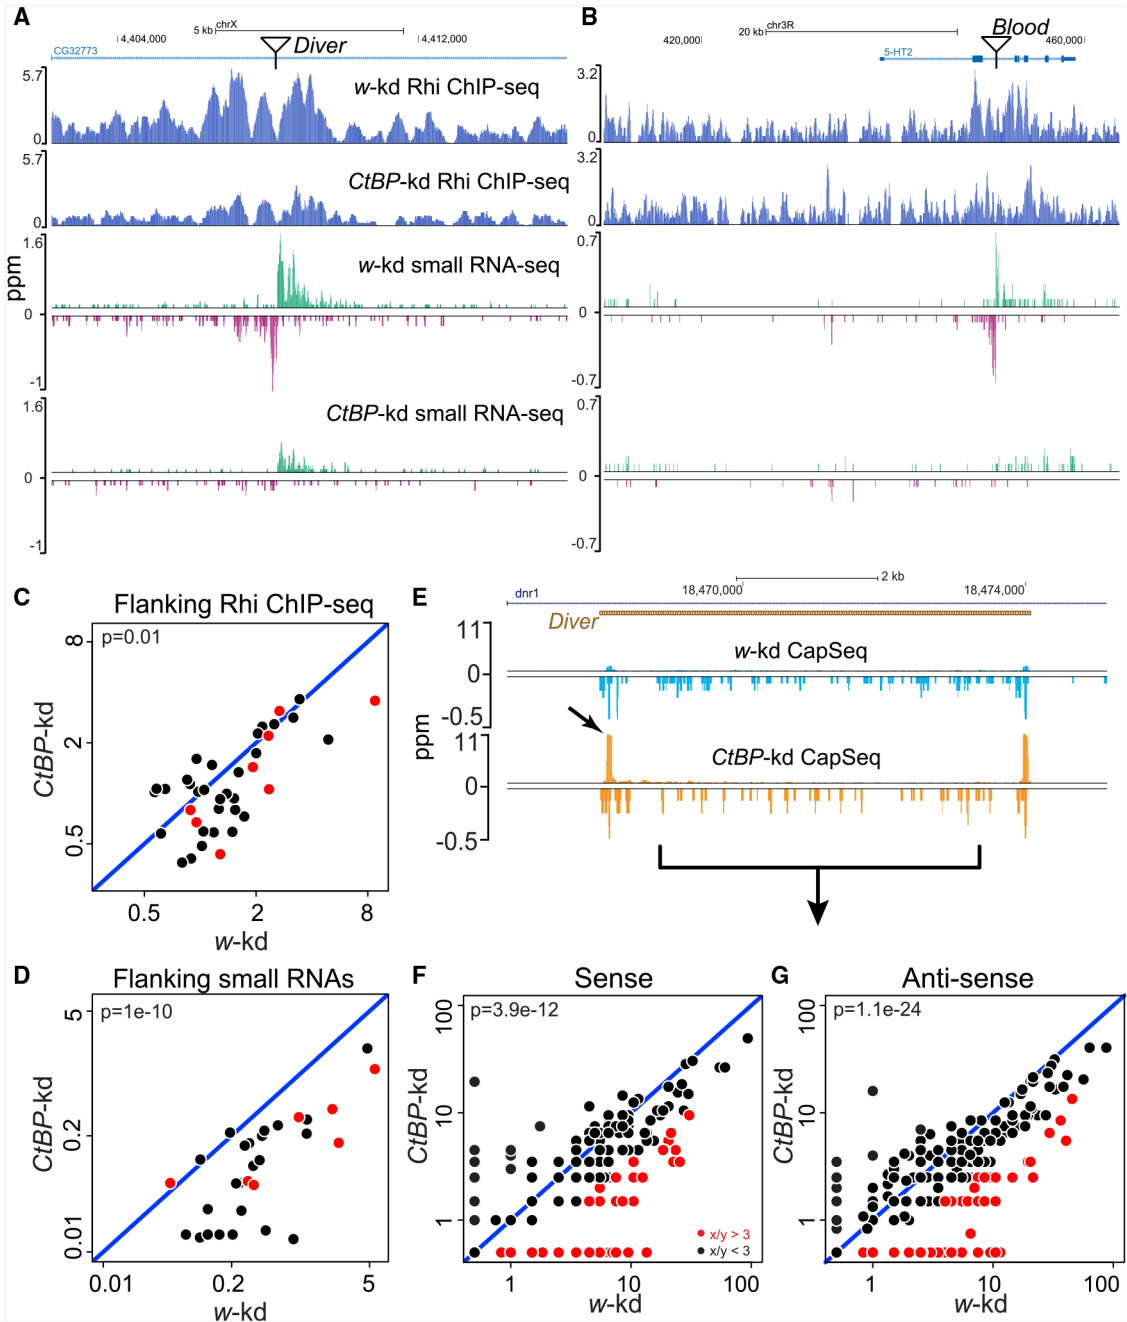 A
5 kb chrX
4,404,000
4,412,000
CG32773
Diver
5.7
w-kd Rhi ChIP-seq
0
5.7
CtBP-kd Rhi ChIP-seq
0
1.6
w-kd small RNA-seq
ppm
0
-1
1.6
CtBP-kd small RNA-seq
0
-1
B
20 kb chr3R
Blood
420,000
460,000
5-HT2
3.2
0
3.2
0
0.7
0
-0.7
0.7
0
-0.7
C
Flanking Rhi ChIP-seq
p=0.01
8
2
0.5
CtBP-kd
0.5 2 8
w-kd
D
Flanking small RNAs
p=1e-10
5
0.2
0.01
CtBP-kd
0.01 0.2 5
w-kd
E
2 kb
18,470,000
18,474,000
dnr1
Diver
11
w-kd CapSeq
0
-0.5
ppm
11
CtBP-kd CapSeq
0
-0.5
F
Sense
p=3.9e-12
100
10
1
CtBP-kd
x/y > 3
x/y < 3
1 10 100
w-kd
G
Anti-sense
p=1.1e-24
100
10
1
CtBP-kd
1 10 100
w-kd